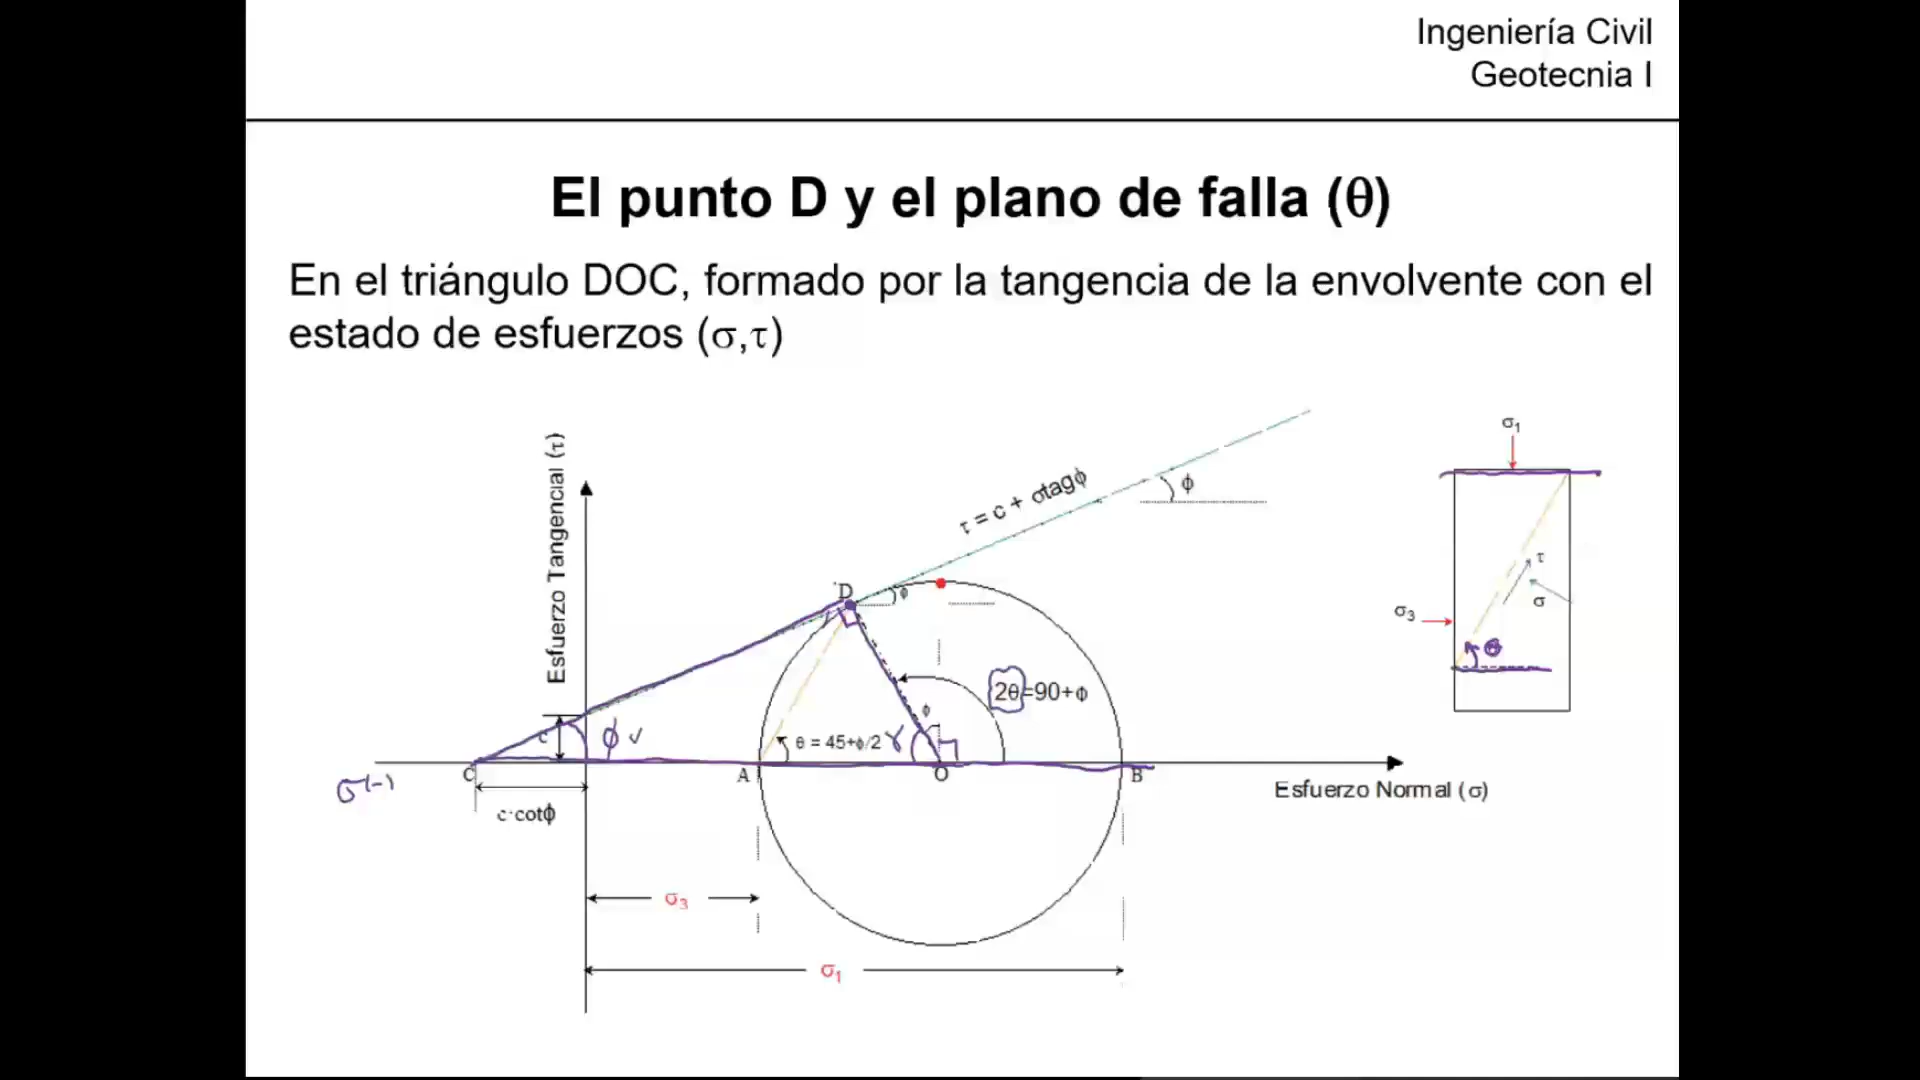 Ingeniería Civil
Geotecnia I
El punto D y el plano de falla (θ)
En el triángulo DOC, formado por la tangencia de la envolvente con el
estado de esfuerzos (σ,τ)
Esfuerzo Tangencial (τ)
τ = c + σtagϕ
ϕ
D
ϕ
2θ=90+ϕ
ϕ
θ = 45+ϕ/2
γ
c
ϕ ✓
C
A
O
B
σ(-)
c·cotϕ
Esfuerzo Normal (σ)
σ3
σ1
σ1
τ
σ
σ3
θ